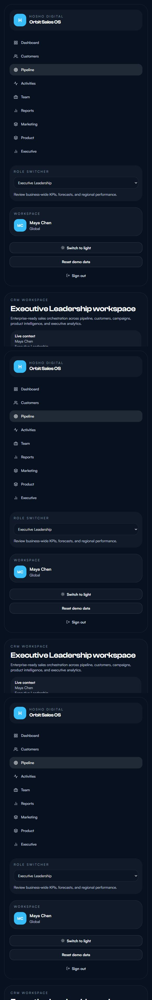 HOSHO DIGITAL
H
Orbit Sales OS
Dashboard
Customers
Pipeline
Activities
Team
Reports
Marketing
Product
Executive
ROLE SWITCHER
Executive Leadership
Review business-wide KPIs, forecasts, and regional performance.
WORKSPACE
MC
Maya Chen
Global
Switch to light
Reset demo data
Sign out
CRM WORKSPACE
Executive Leadership workspace
Enterprise-ready sales orchestration across pipeline, customers, campaigns,
product intelligence, and executive analytics.
Live context
Maya Chen
Executive Leadership
HOSHO DIGITAL
H
Orbit Sales OS
Dashboard
Customers
Pipeline
Activities
Team
Reports
Marketing
Product
Executive
ROLE SWITCHER
Executive Leadership
Review business-wide KPIs, forecasts, and regional performance.
WORKSPACE
MC
Maya Chen
Global
Switch to light
Reset demo data
Sign out
CRM WORKSPACE
Executive Leadership workspace
Enterprise-ready sales orchestration across pipeline, customers, campaigns,
product intelligence, and executive analytics.
Live context
Maya Chen
Executive Leadership
HOSHO DIGITAL
H
Orbit Sales OS
Dashboard
Customers
Pipeline
Activities
Team
Reports
Marketing
Product
Executive
ROLE SWITCHER
Executive Leadership
Review business-wide KPIs, forecasts, and regional performance.
WORKSPACE
MC
Maya Chen
Global
Switch to light
Reset demo data
Sign out
CRM WORKSPACE